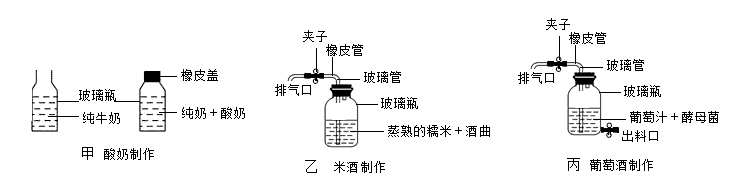 橡皮盖
玻璃瓶
纯牛奶
纯奶+酸奶
甲 酸奶制作
夹子
橡皮管
玻璃管
排气口
玻璃瓶
蒸熟的糯米+酒曲
乙 米酒制作
夹子
橡皮管
玻璃管
排气口
玻璃瓶
葡萄汁+酵母菌
出料口
丙 葡萄酒制作